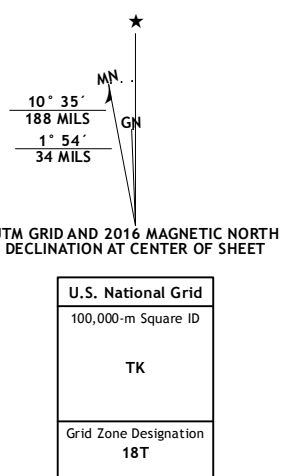 ★
MN
10° 35´
188 MILS
GN
1° 54´
34 MILS
UTM GRID AND 2016 MAGNETIC NORTH
DECLINATION AT CENTER OF SHEET
U.S. National Grid
100,000-m Square ID
TK
Grid Zone Designation
18T